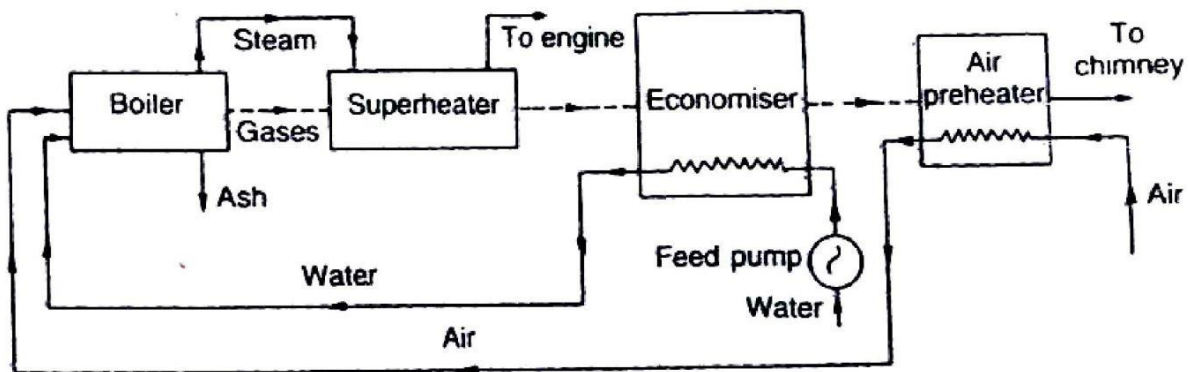 Steam
To engine
To
chimney
Boiler
Superheater
Economiser
Air
preheater
Gases
Ash
Air
Feed pump
Water
Water
Air